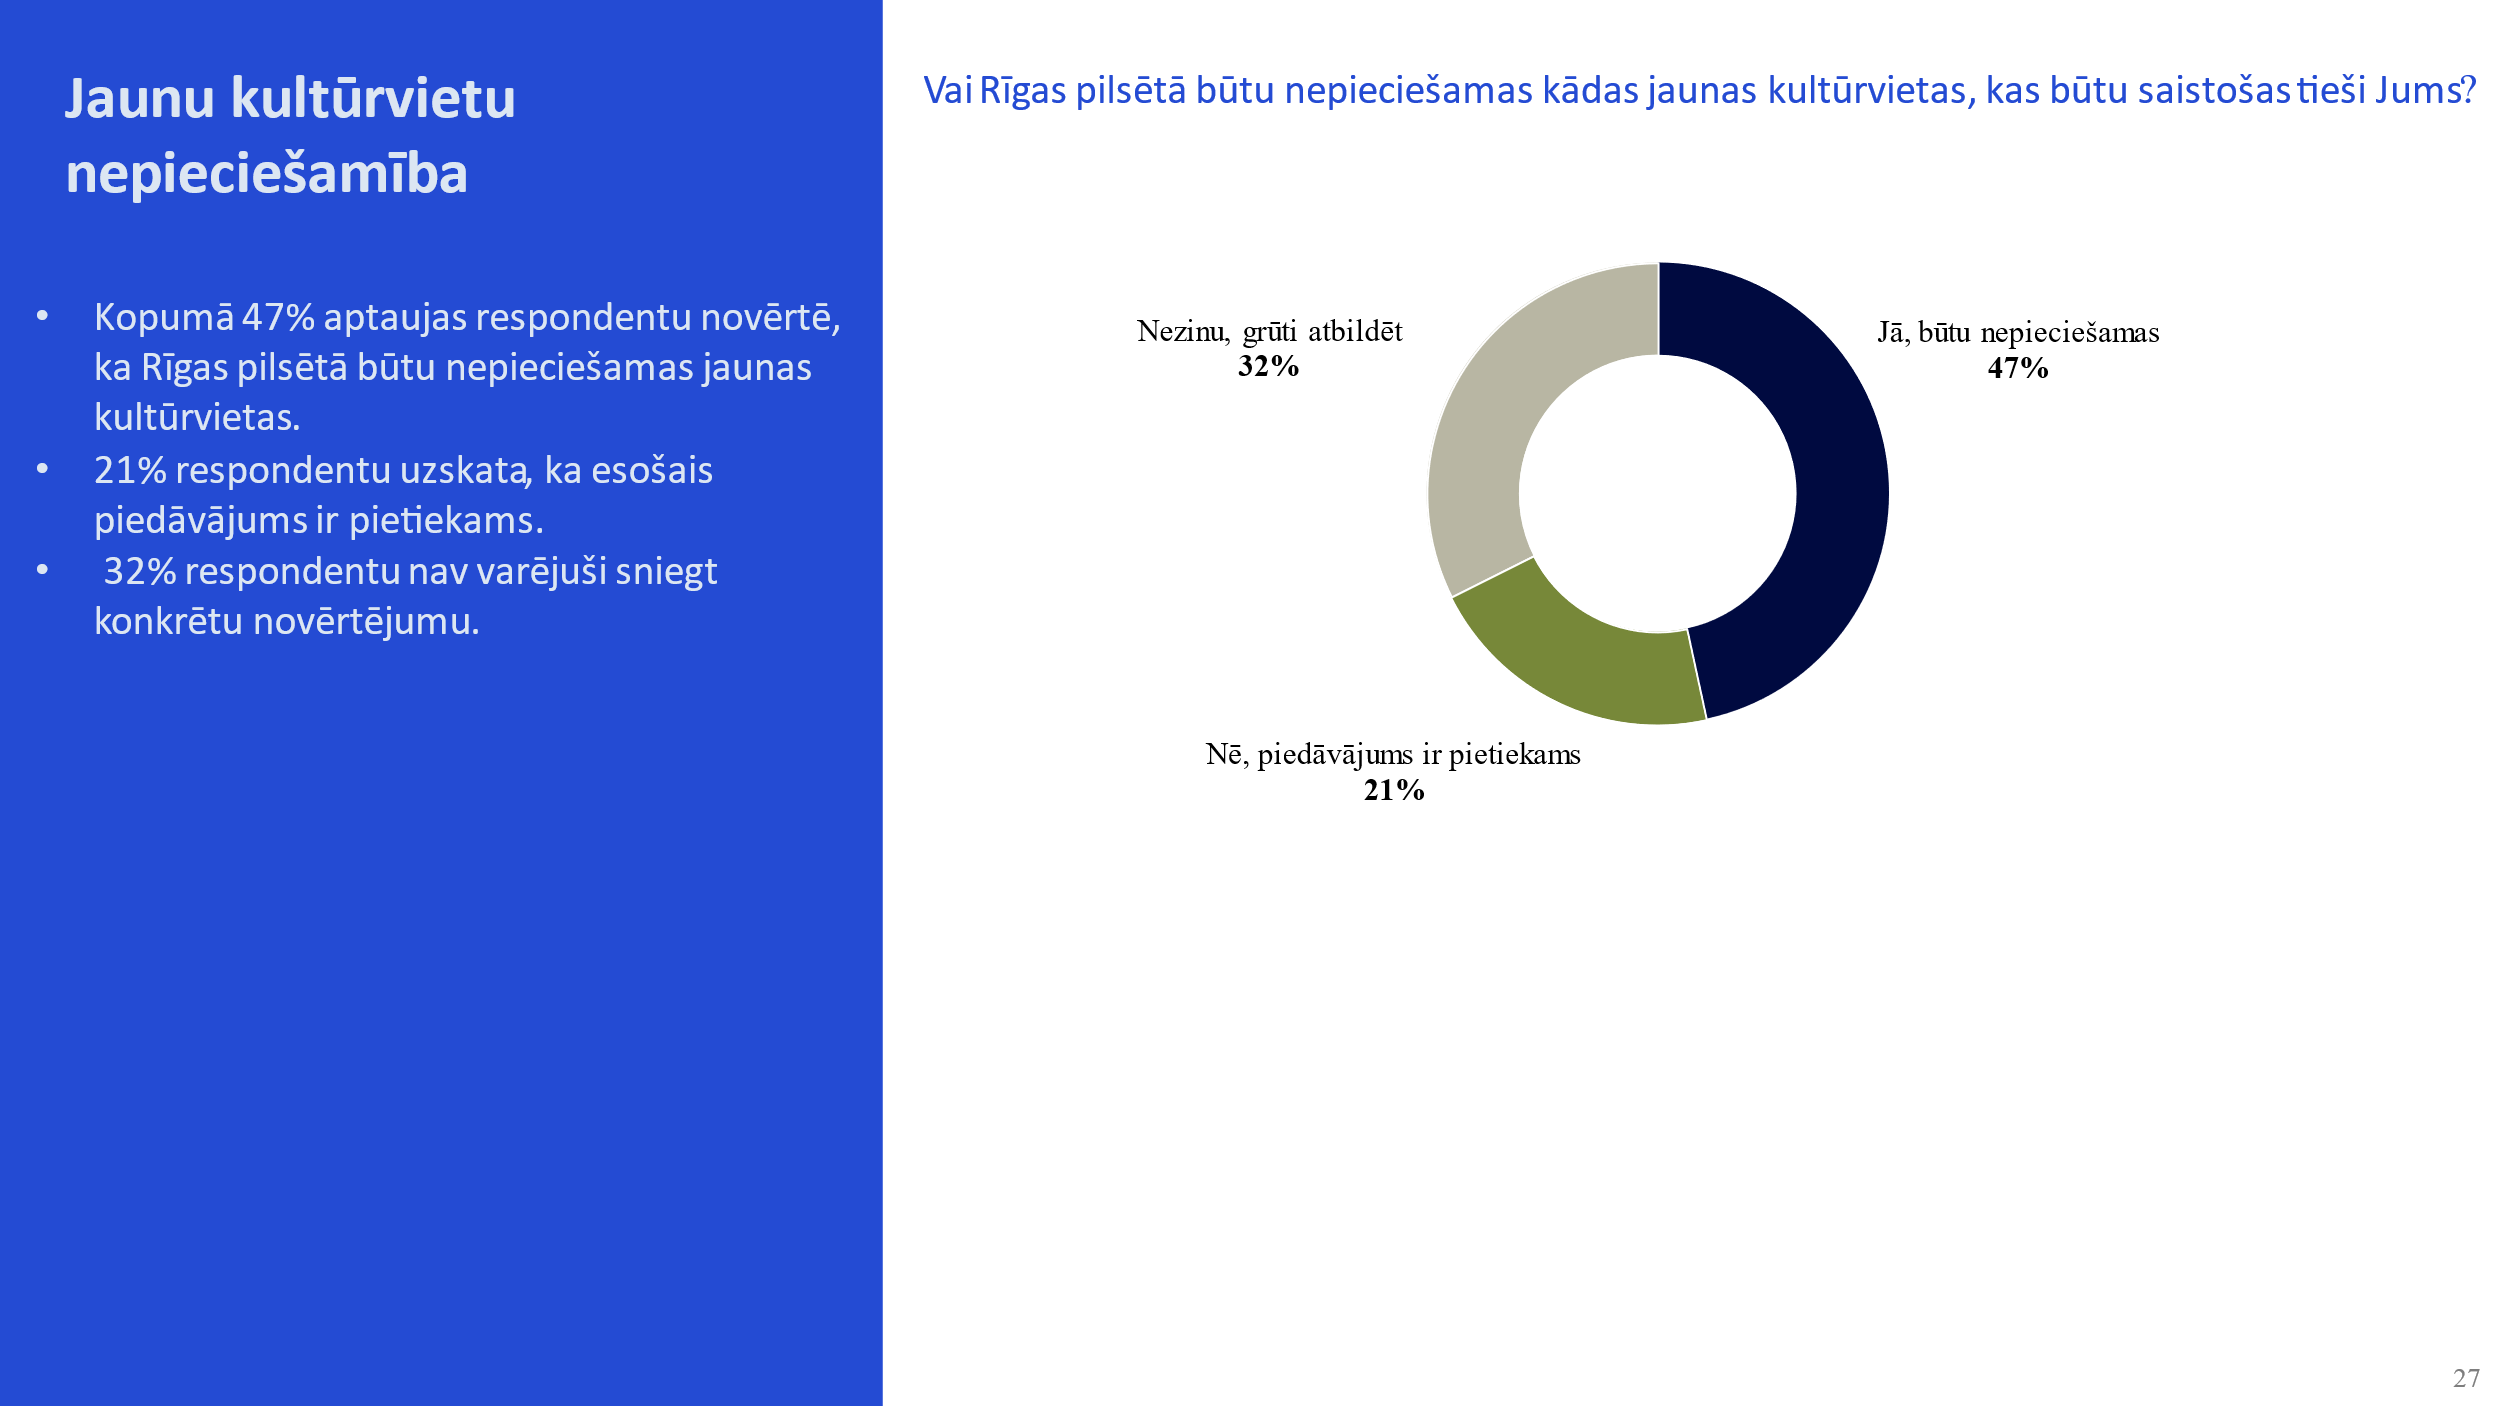 Jaunu kultūrvietu
nepieciešamība
• Kopumā 47% aptaujas respondentu novērtē,
ka Rīgas pilsētā būtu nepieciešamas jaunas
kultūrvietas.
• 21% respondentu uzskata, ka esošais
piedāvājums ir pietiekams.
• 32% respondentu nav varējuši sniegt
konkrētu novērtējumu.
Vai Rīgas pilsētā būtu nepieciešamas kādas jaunas kultūrvietas, kas būtu saistošas tieši Jums?
Nezinu, grūti atbildēt
32%
Jā, būtu nepieciešamas
47%
Nē, piedāvājums ir pietiekams
21%
27